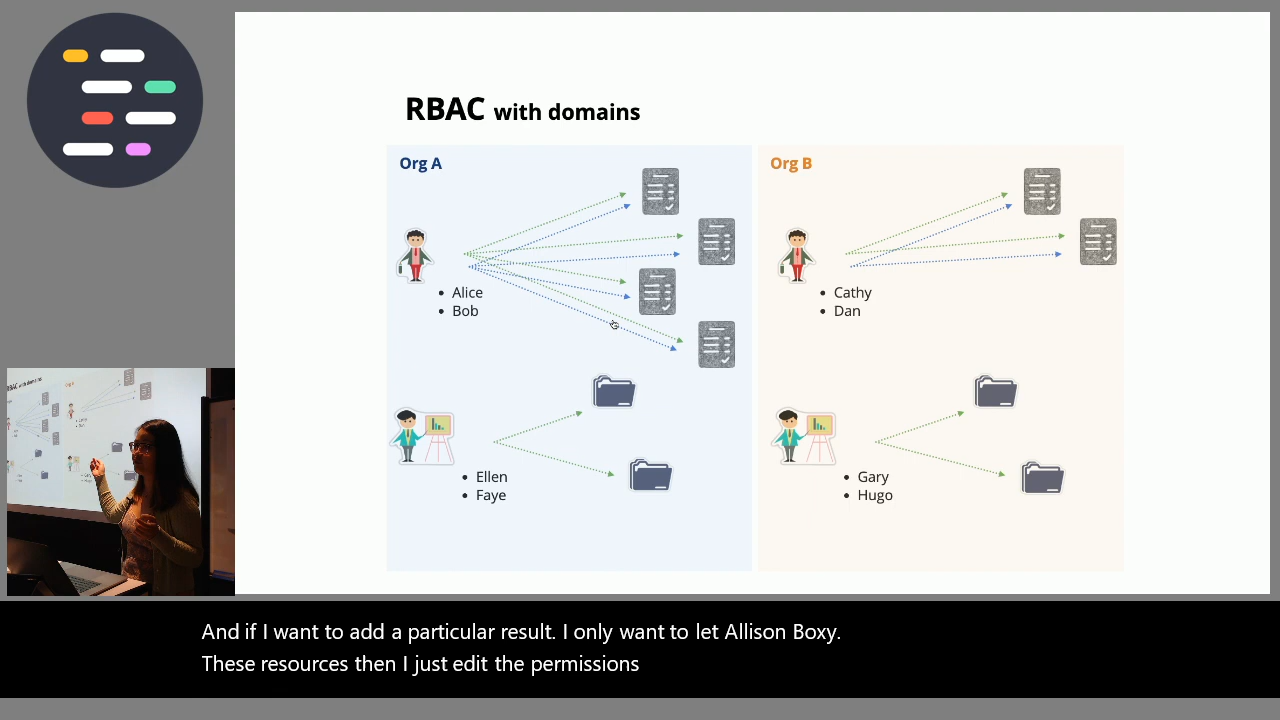 RBAC with domains
Org A
Alice
Bob
Ellen
Faye
Org B
Cathy
Dan
Gary
Hugo
And if I want to add a particular result. I only want to let Allison Boxy.
These resources then I just edit the permissions